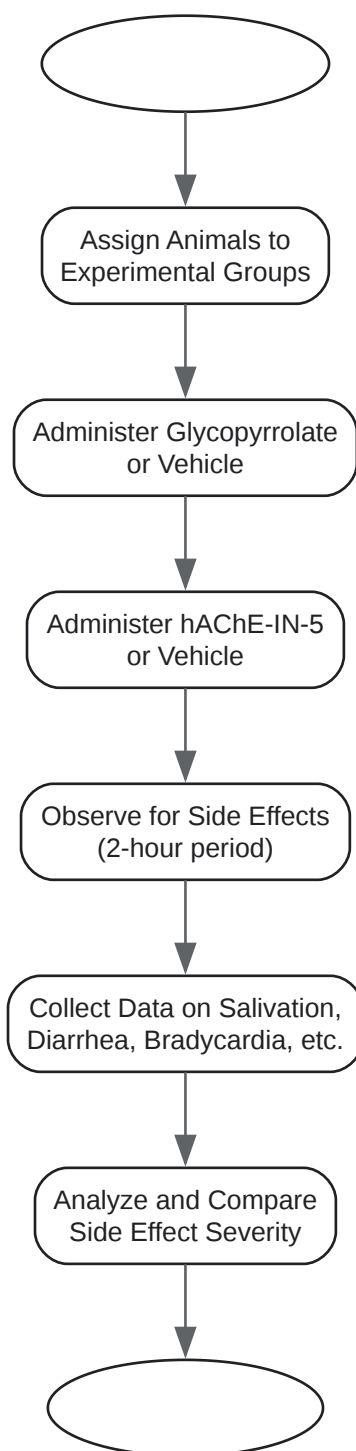 Assign Animals to
Experimental Groups
Administer Glycopyrrolate
or Vehicle
Administer hAChE-IN-5
or Vehicle
Observe for Side Effects
(2-hour period)
Collect Data on Salivation,
Diarrhea, Bradycardia, etc.
Analyze and Compare
Side Effect Severity